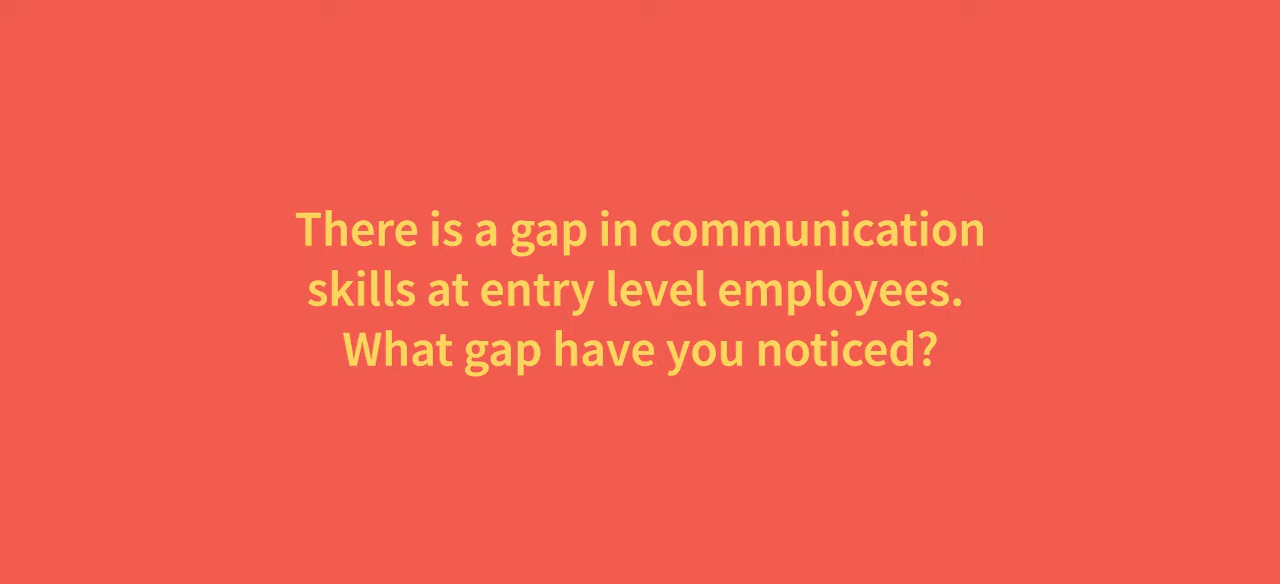 There is a gap in communication
skills at entry level employees.
What gap have you noticed?